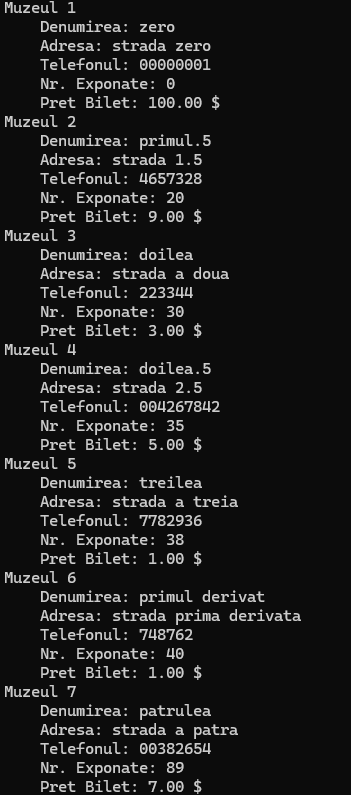 Muzeul 1
Denumirea: zero
Adresa: strada zero
Telefonul: 00000001
Nr. Exponate: 0
Pret Bilet: 100.00 $
Muzeul 2
Denumirea: primul.5
Adresa: strada 1.5
Telefonul: 4657328
Nr. Exponate: 20
Pret Bilet: 9.00 $
Muzeul 3
Denumirea: doilea
Adresa: strada a doua
Telefonul: 223344
Nr. Exponate: 30
Pret Bilet: 3.00 $
Muzeul 4
Denumirea: doilea.5
Adresa: strada 2.5
Telefonul: 004267842
Nr. Exponate: 35
Pret Bilet: 5.00 $
Muzeul 5
Denumirea: treilea
Adresa: strada a treia
Telefonul: 7782936
Nr. Exponate: 38
Pret Bilet: 1.00 $
Muzeul 6
Denumirea: primul derivat
Adresa: strada prima derivata
Telefonul: 748762
Nr. Exponate: 40
Pret Bilet: 1.00 $
Muzeul 7
Denumirea: patrulea
Adresa: strada a patra
Telefonul: 00382654
Nr. Exponate: 89
Pret Bilet: 7.00 $